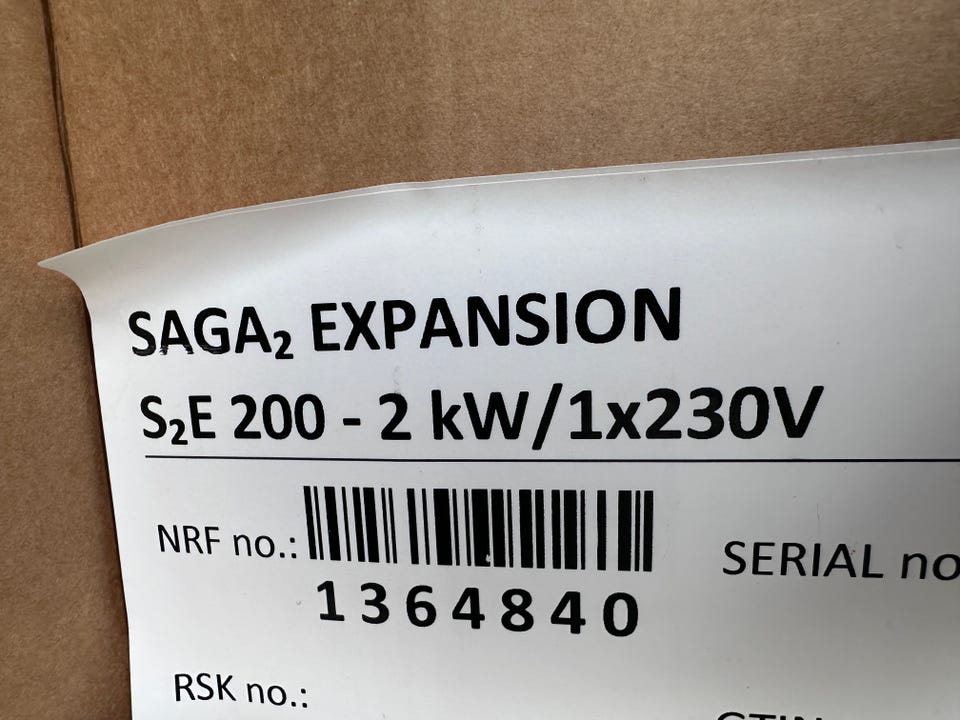 SAGA₂ EXPANSION
S₂E 200 - 2 kW/1x230V
NRF no.:
1364840
SERIAL no
RSK no.: